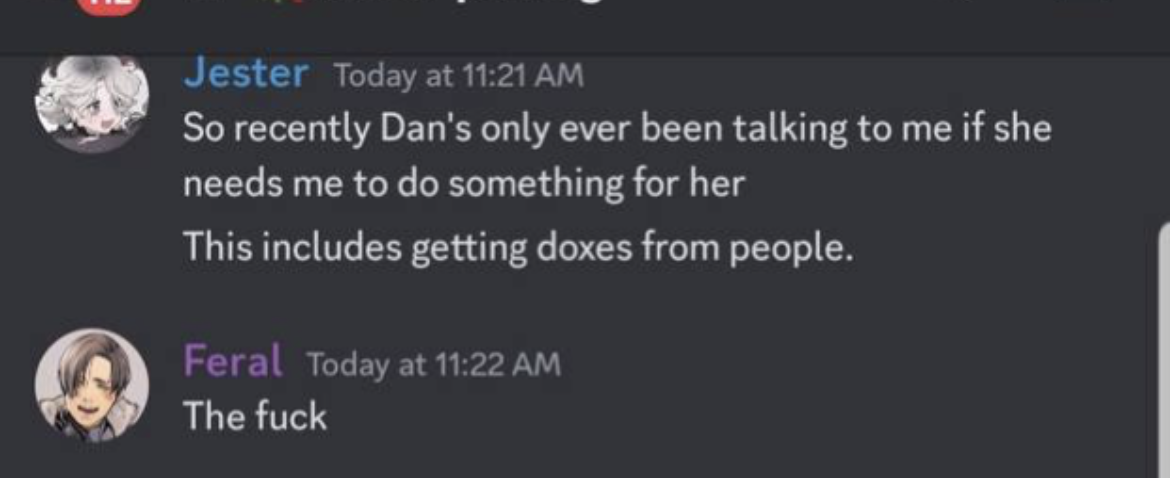 Jester Today at 11:21 AM
So recently Dan's only ever been talking to me if she
needs me to do something for her
This includes getting doxes from people.
Feral Today at 11:22 AM
The fuck